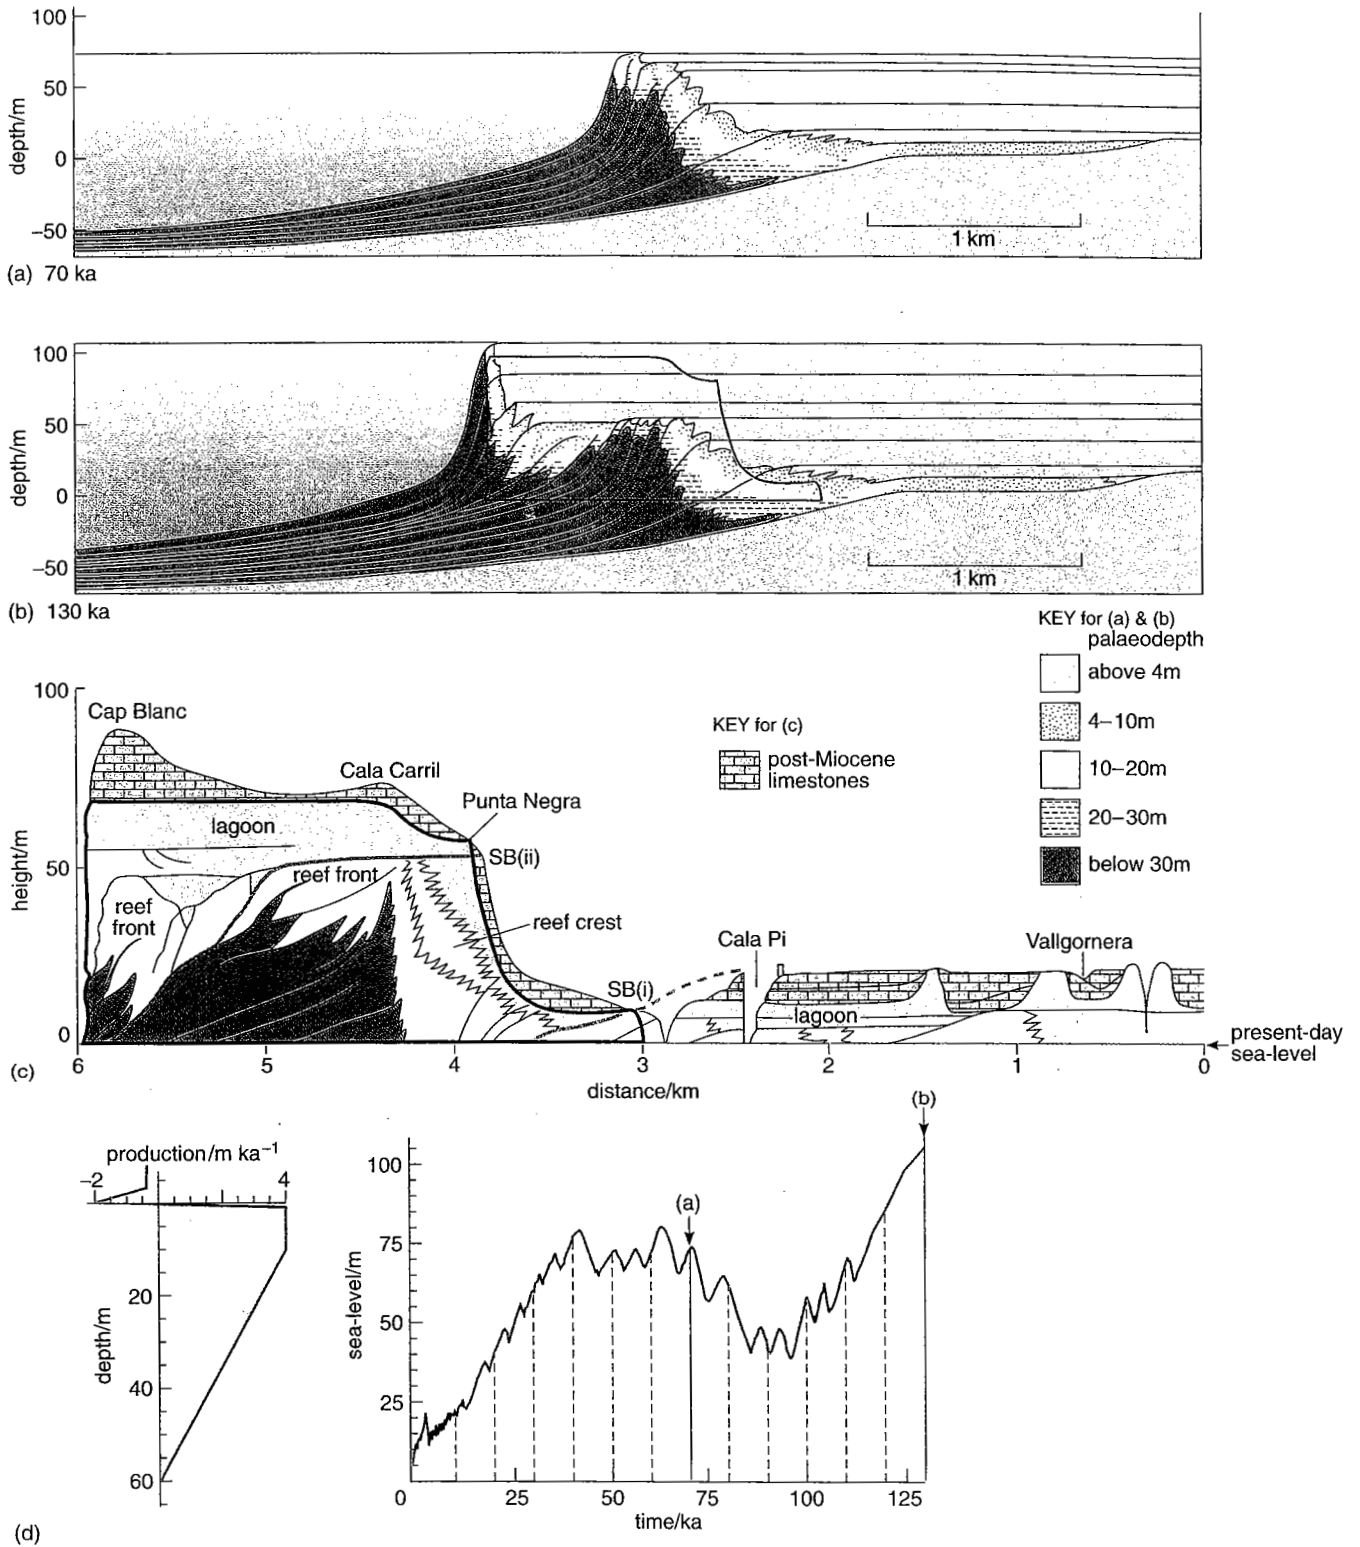 100
50
0
−50
depth/m
1 km
(a) 70 ka
100
50
0
−50
depth/m
1 km
(b) 130 ka
KEY for (a) & (b)
palaeodepth
above 4m
4–10m
10–20m
20–30m
below 30m
KEY for (c)
post-Miocene
limestones
100
50
0
height/m
Cap Blanc
Cala Carril
Punta Negra
lagoon
SB(ii)
reef front
reef
front
reef crest
SB(i)
Cala Pi
Vallgornera
lagoon
present-day
sea-level
6
5
4
3
2
1
0
distance/km
(c)
production/m ka⁻¹
−2
4
20
40
60
depth/m
(b)
(a)
100
75
50
25
sea-level/m
0
25
50
75
100
125
time/ka
(d)